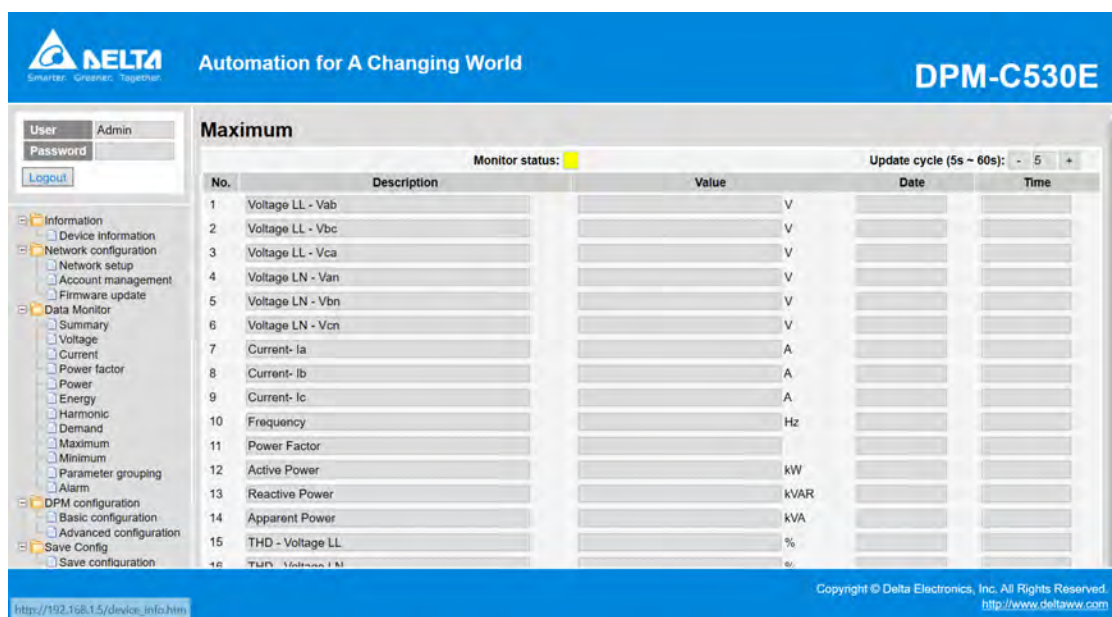 DELTA
Smarter. Greener. Together.
Automation for A Changing World
DPM-C530E
User Admin
Password
Logout
Information
Device Information
Network configuration
Network setup
Account management
Firmware update
Data Monitor
Summary
Voltage
Current
Power factor
Power
Energy
Harmonic
Demand
Maximum
Minimum
Parameter grouping
Alarm
DPM configuration
Basic configuration
Advanced configuration
Save Config
Save configuration
Maximum
Monitor status: Update cycle (5s ~ 60s): - 5 +
No. Description Value Date Time
1 Voltage LL - Vab V
2 Voltage LL - Vbc V
3 Voltage LL - Vca V
4 Voltage LN - Van V
5 Voltage LN - Vbn V
6 Voltage LN - Vcn V
7 Current- Ia A
8 Current- Ib A
9 Current- Ic A
10 Frequency Hz
11 Power Factor
12 Active Power kW
13 Reactive Power kVAR
14 Apparent Power kVA
15 THD - Voltage LL %
16 THD - Voltage LN %
Copyright © Delta Electronics, Inc. All Rights Reserved.
http://www.deltaww.com
http://192.168.1.5/device_info.htm